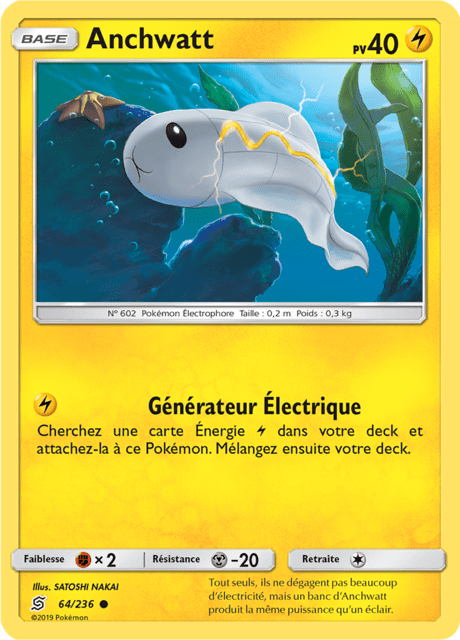 BASE Anchwatt PV40
N° 602 Pokémon Électrophore Taille : 0,2 m Poids : 0,3 kg
Générateur Électrique
Cherchez une carte Énergie dans votre deck et
attachez-la à ce Pokémon. Mélangez ensuite votre deck.
Faiblesse ×2 Résistance -20 Retraite
Illus. SATOSHI NAKAI
64/236
©2019 Pokémon
Tout seuls, ils ne dégagent pas beaucoup
d'électricité, mais un banc d'Anchwatt
produit la même puissance qu'un éclair.